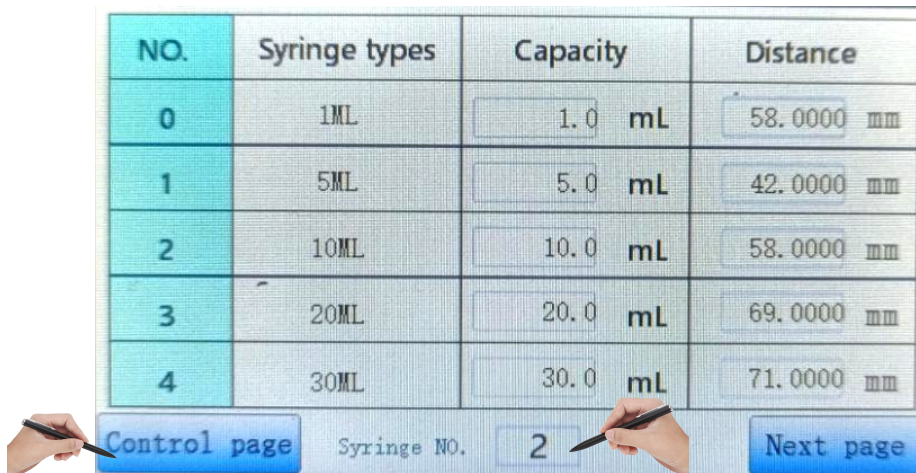 NO. Syringe types Capacity Distance
0 1ML 1.0 mL 58.0000 mm
1 5ML 5.0 mL 42.0000 mm
2 10ML 10.0 mL 58.0000 mm
3 20ML 20.0 mL 69.0000 mm
4 30ML 30.0 mL 71.0000 mm
Control page Syringe NO. 2 Next page